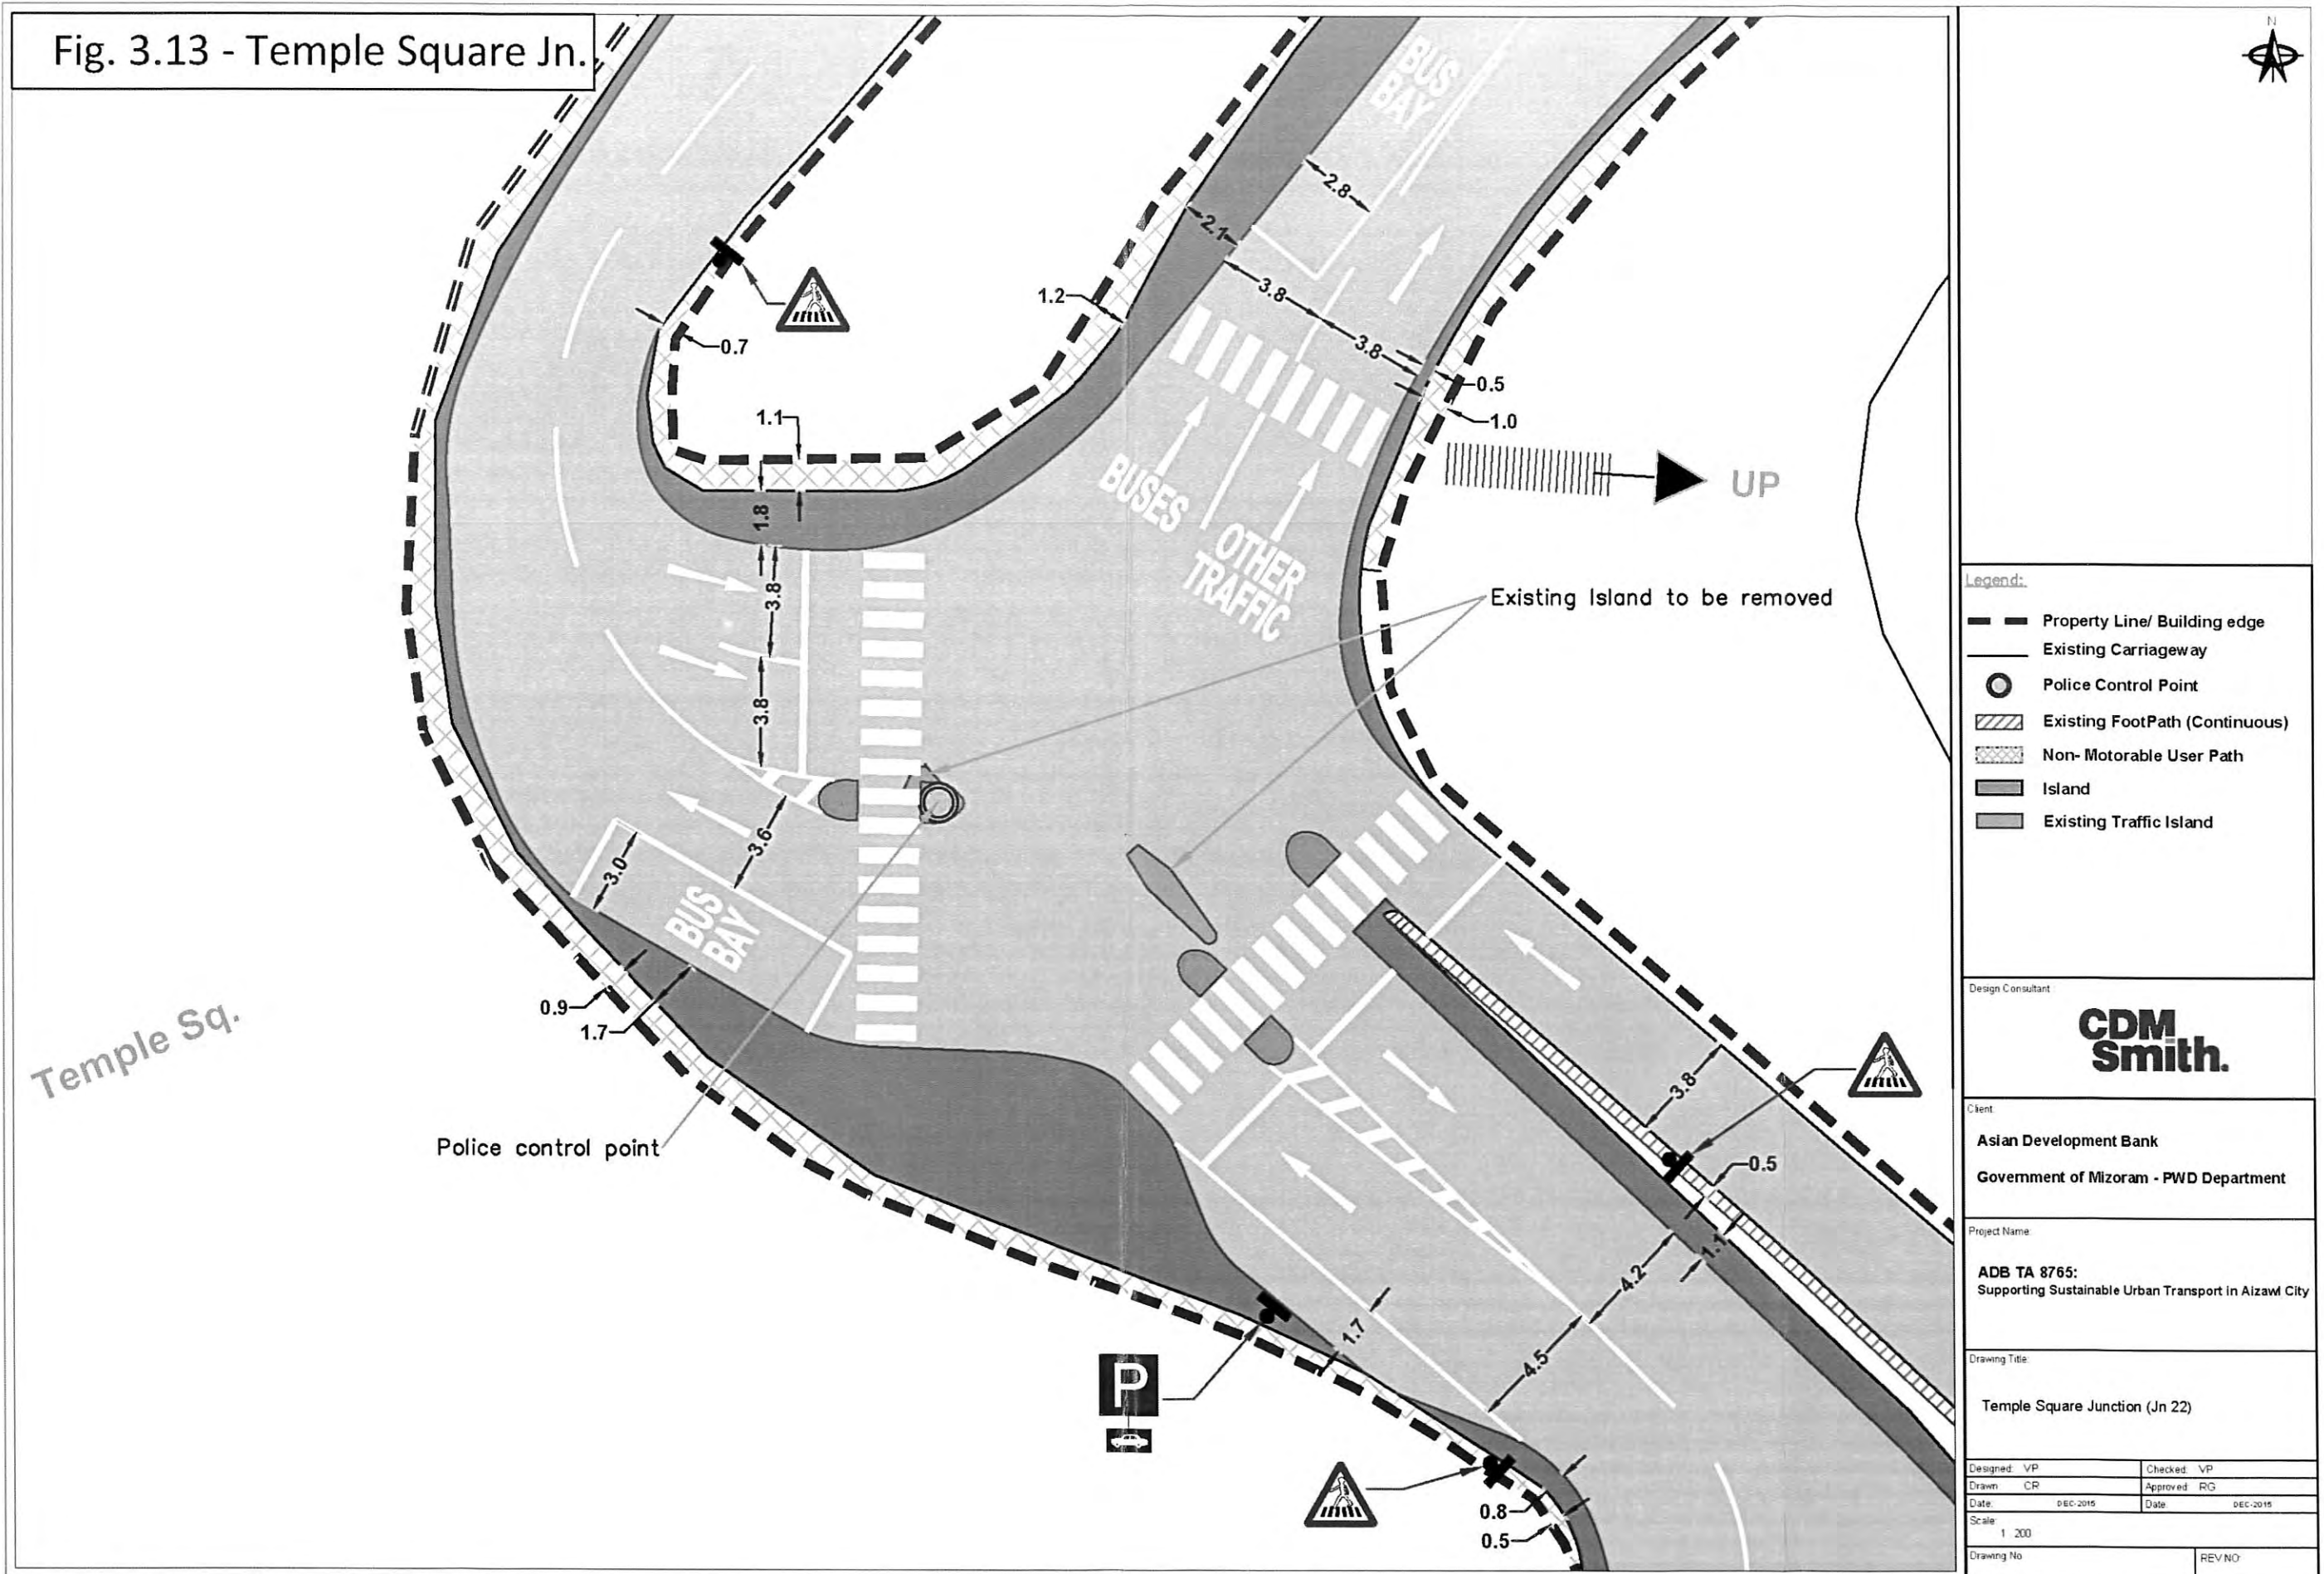 Fig. 3.13 - Temple Square Jn.
N
BUS
BAY
2.8
2.1
3.8
3.8
1.2
0.7
0.5
1.0
1.1
1.8
3.8
3.8
BUSES
OTHER
TRAFFIC
UP
Existing Island to be removed
3.6
3.0
BUS
BAY
0.9
1.7
Temple Sq.
Police control point
3.8
0.5
1.1
4.2
4.5
1.7
P
0.8
0.5
Legend:
Property Line/ Building edge
Existing Carriageway
Police Control Point
Existing FootPath (Continuous)
Non- Motorable User Path
Island
Existing Traffic Island
Design Consultant
CDM
Smith.
Client:
Asian Development Bank
Government of Mizoram - PWD Department
Project Name:
ADB TA 8765:
Supporting Sustainable Urban Transport in Aizawl City
Drawing Title:
Temple Square Junction (Jn 22)
Designed: VP Checked: VP
Drawn CR Approved RG
Date: DEC-2015 Date DEC-2015
Scale:
1 200
Drawing No REV NO: